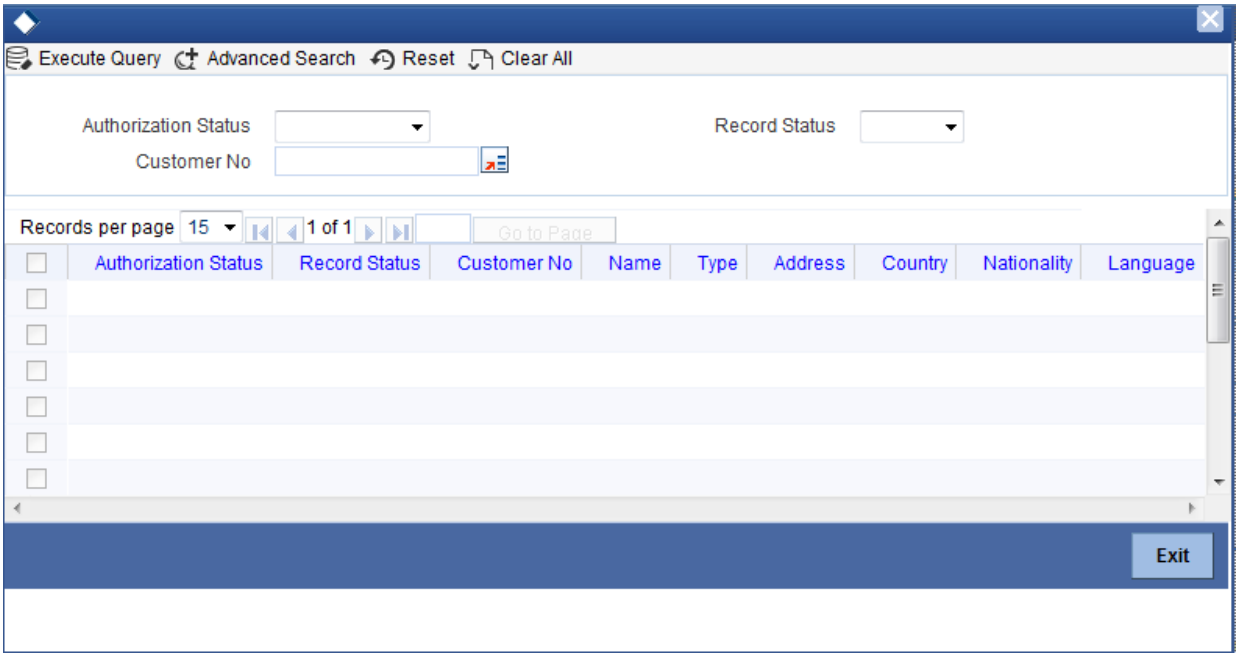 Execute Query Advanced Search Reset Clear All
Authorization Status Record Status
Customer No
Records per page 15 1 of 1 Go to Page
Authorization Status Record Status Customer No Name Type Address Country Nationality Language
Exit